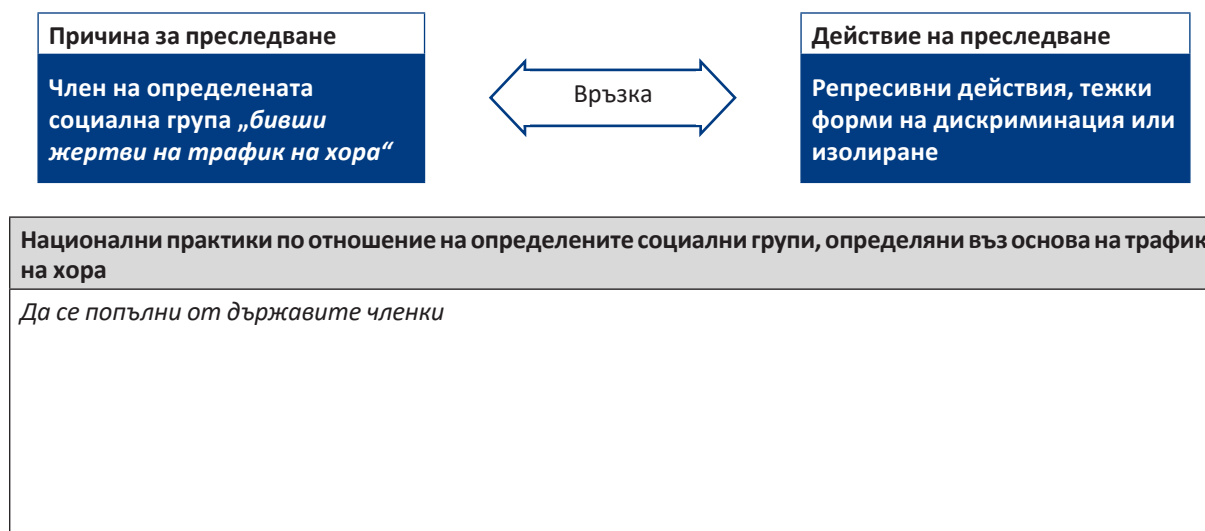 Причина за преследване
Член на определената
социална група „бивши
жертви на трафик на хора“
Връзка
Действие на преследване
Репресивни действия, тежки
форми на дискриминация или
изолиране
Национални практики по отношение на определените социални групи, определяни въз основа на трафик
на хора
Да се попълни от държавите членки